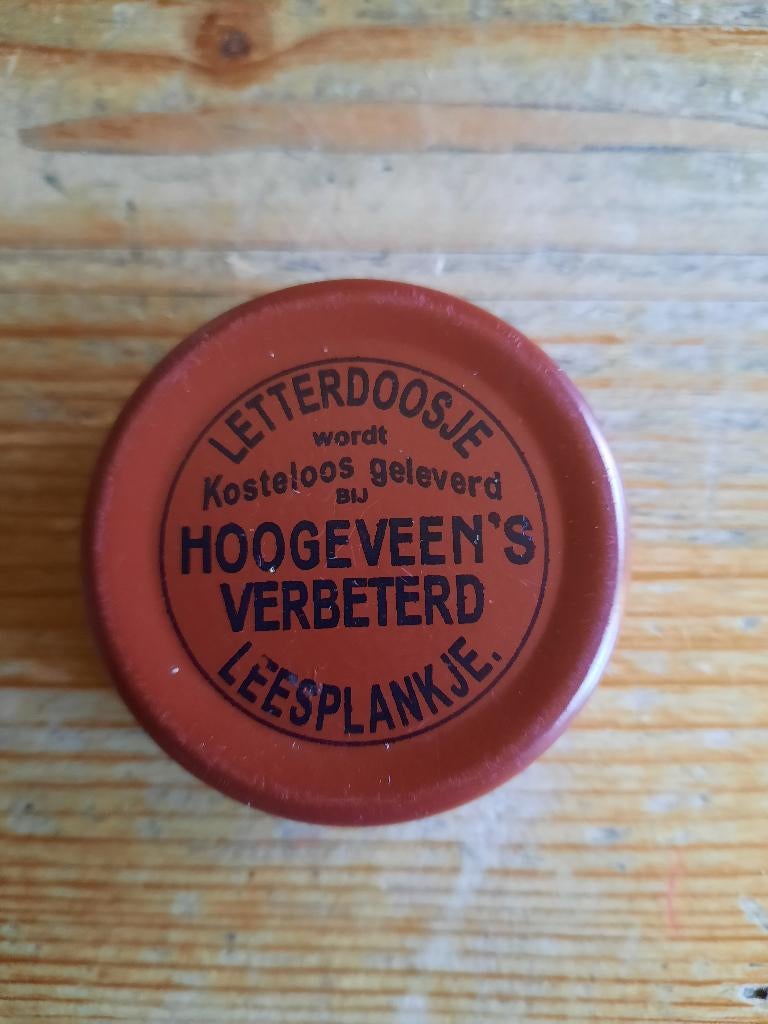 LETTERDOOSJE
wordt
Kosteloos geleverd
BIJ
HOOGEVEEN'S
VERBETERD
LEESPLANKJE.